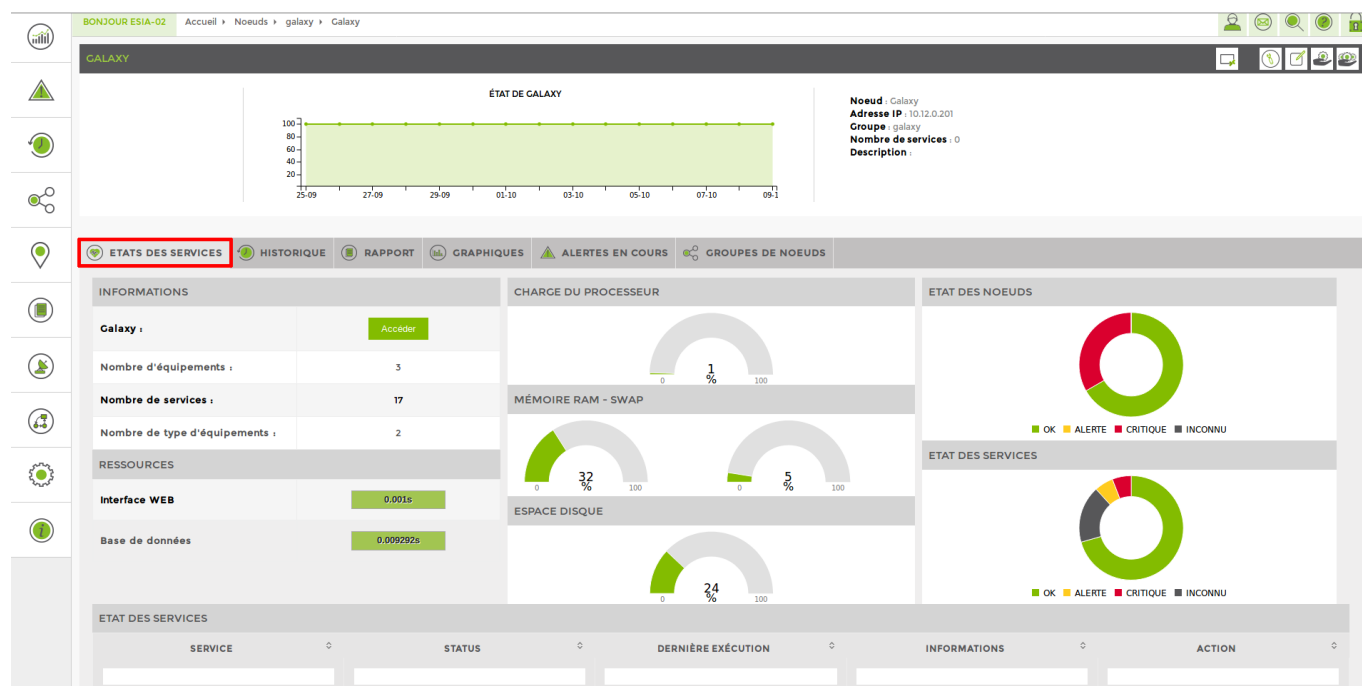 BONJOUR ESIA-02 Accueil Noeuds galaxy Galaxy
GALAXY
ÉTAT DE GALAXY
100
80
60
40
20
25-09 27-09 29-09 01-10 03-10 05-10 07-10 09-1
Noeud : Galaxy
Adresse IP : 10.12.0.201
Groupe : galaxy
Nombre de services : 0
Description :
ETATS DES SERVICES HISTORIQUE RAPPORT GRAPHIQUES ALERTES EN COURS GROUPES DE NOEUDS
INFORMATIONS
Galaxy : Accéder
Nombre d'équipements : 3
Nombre de services : 17
Nombre de type d'équipements : 2
RESSOURCES
Interface WEB 0.001s
Base de données 0.009292s
CHARGE DU PROCESSEUR
1
0 % 100
MÉMOIRE RAM - SWAP
32 5
0 % 100 0 % 100
ESPACE DISQUE
24
0 % 100
ETAT DES NOEUDS
OK ALERTE CRITIQUE INCONNU
ETAT DES SERVICES
OK ALERTE CRITIQUE INCONNU
ETAT DES SERVICES
SERVICE STATUS DERNIÈRE EXÉCUTION INFORMATIONS ACTION